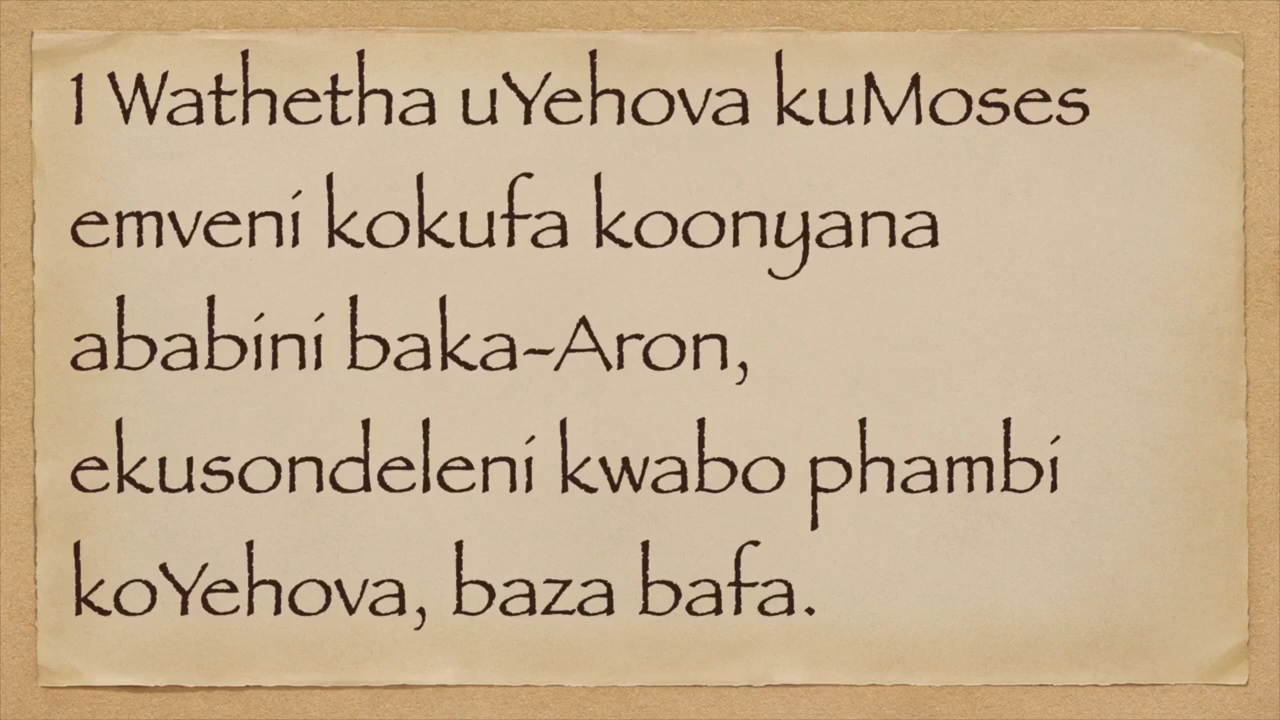 1 Wathetha uYehova kuMoses
emveni kokufa koonyana
ababini baka-Aron,
ekusondeleni kwabo phambi
koYehova, baza bafa.